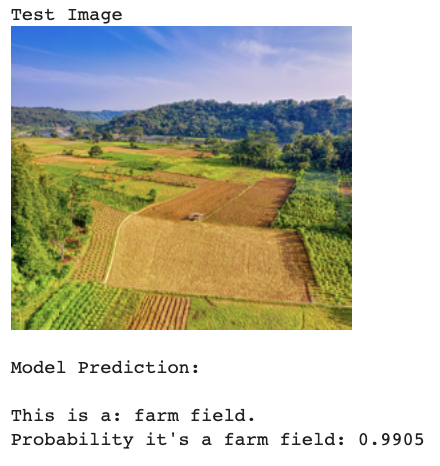 Test Image
Model Prediction:
This is a: farm field.
Probability it's a farm field: 0.9905